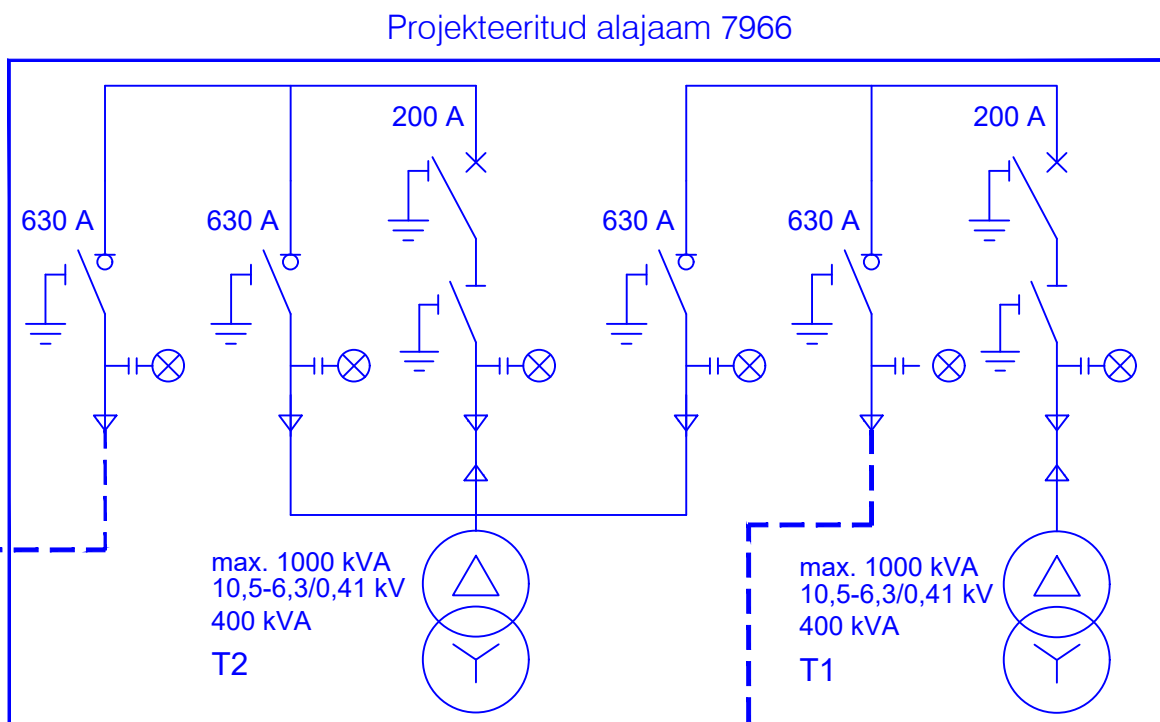 Projekteeritud alajaam 7966
200 A
200 A
630 A
630 A
630 A
630 A
max. 1000 kVA
10,5-6,3/0,41 kV
400 kVA
T2
max. 1000 kVA
10,5-6,3/0,41 kV
400 kVA
T1